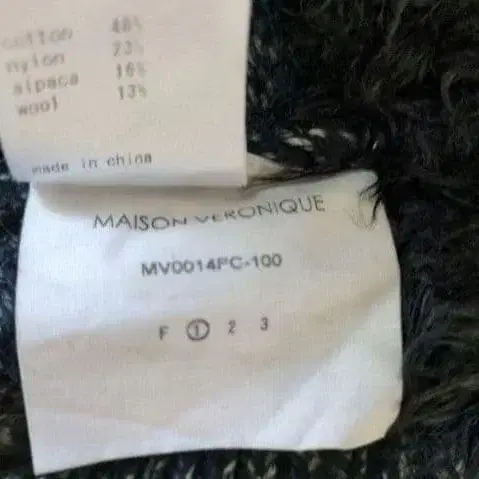 cotton 48%
nylon 23%
alpaca 16%
wool 13%
made in china
MAISON VERONIQUE
MV0014PC-100
F ① 2 3